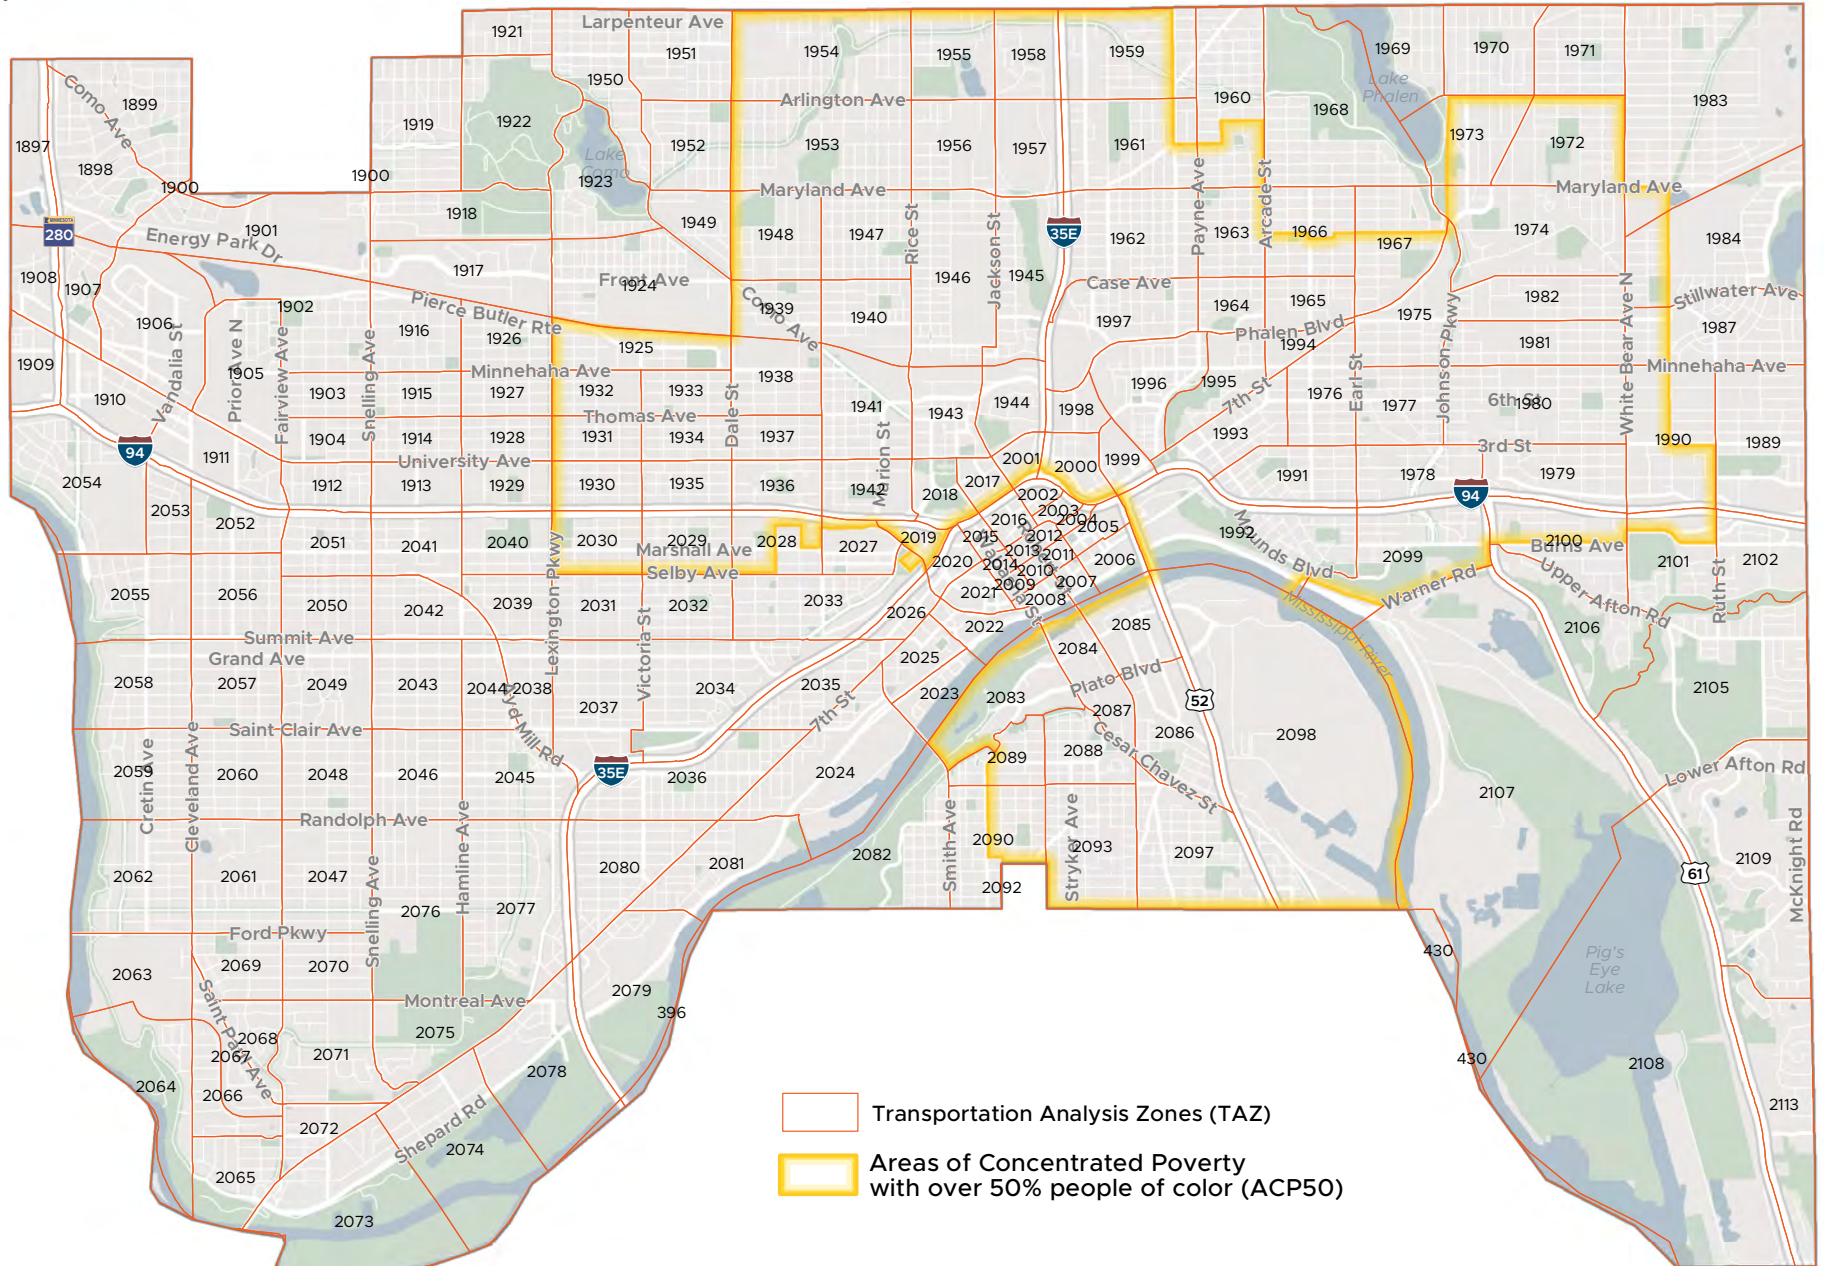 Larpenteur Ave
1921
1951
1954
1955
1958
1959
1969
1970
1971
1950
Como Ave
1899
Lake
Phalen
Arlington Ave
1960
1968
1983
1919
1922
1897
1952
1953
1956
1957
1961
1973
1972
1898
Lake
Como
1923
1900
1900
Maryland Ave
Maryland Ave
Payne Ave
Arcade St
1918
1949
1901
280
MINNESOTA
Energy Park Dr
1948
1947
Rice St
Jackson St
35E
1962
1963
1966
1967
1974
1984
1908
1907
1917
Front Ave
1924
1946
1945
Case Ave
Como Ave
1939
1940
Pierce Butler Rte
1902
1906
1916
1926
1925
1997
1964
1965
Phalen Blvd
1994
1975
Johnson Pkwy
1982
1981
White Bear Ave N
Stillwater Ave
1987
1909
Vandalia St
Prior Ave N
1905
Fairview Ave
Snelling Ave
Minnehaha Ave
Minnehaha Ave
1938
1910
1903
1915
1927
1932
1933
Dale St
1941
1943
1944
1998
1996
1995
7th St
1976
Earl St
1977
6th St
1980
Thomas Ave
94
1904
1914
1928
1931
1934
1937
Marion St
1993
1990
1989
3rd St
1911
University Ave
2001
2000
1999
2054
1912
1913
1929
1930
1935
1936
1942
2018
2017
2002
1991
1978
94
1979
2053
2052
2003
2004
2005
2016
2012
2015
2013
2011
2014
2010
2009
2007
2008
2006
Wabasha St
1992
Mounds Blvd
2051
2041
2040
Lexington Pkwy
2030
2029
2028
Marshall Ave
2027
2019
2020
2099
2100
Burns Ave
2101
2102
Selby Ave
2055
2056
2050
2042
2039
2031
2032
2033
2021
2026
2022
Warner Rd
Upper Afton Rd
Ruth St
2106
Mississippi River
Summit Ave
Grand Ave
Victoria St
2025
2084
2085
2058
2057
2049
2043
2044
2038
2037
2034
2035
2023
2083
Plato Blvd
52
2105
7th St
2087
2086
2098
Saint Clair Ave
Ayd Mill Rd
Cesar Chavez St
Cretin Ave
Cleveland Ave
2059
2060
2048
2046
2045
35E
2036
2024
2089
2088
2107
Lower Afton Rd
Randolph Ave
Hamline Ave
Smith Ave
Stryker Ave
McKnight Rd
2062
2061
2047
2080
2081
2082
2090
2093
2097
2109
61
2092
Snelling Ave
2076
2077
Ford Pkwy
430
Pig's
Eye
Lake
2063
2069
2070
Saint Paul Ave
Montreal Ave
2079
396
2068
2067
2071
2075
430
2108
2064
2066
2078
2072
Shepard Rd
2074
2113
2065
2073
Transportation Analysis Zones (TAZ)
Areas of Concentrated Poverty
with over 50% people of color (ACP50)